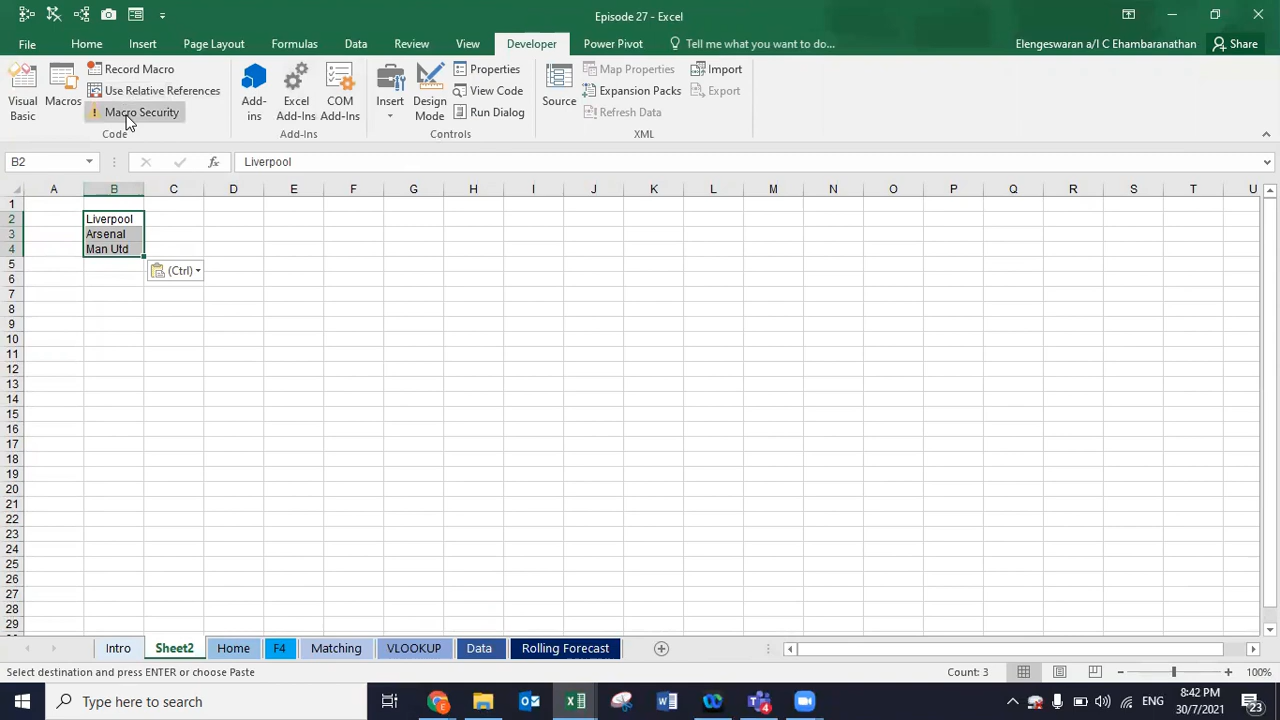 Episode 27 - Excel
File Home Insert Page Layout Formulas Data Review View Developer Power Pivot Tell me what you want to do... Elengeswaran a/l C Ehambaranathan Share
Visual Basic
Macros
Record Macro
Use Relative References
Macro Security
Code
Add-ins
Excel Add-Ins
COM Add-Ins
Add-Ins
Insert
Design Mode
Properties
View Code
Run Dialog
Controls
Source
Map Properties
Expansion Packs
Refresh Data
Import
Export
XML
B2 fx Liverpool
A B C D E F G H I J K L M N O P Q R S T U
1
2 Liverpool
3 Arsenal
4 Man Utd
5
(Ctrl)
6
7
8
9
10
11
12
13
14
15
16
17
18
19
20
21
22
23
24
25
26
27
28
29
Intro Sheet2 Home F4 Matching VLOOKUP Data Rolling Forecast
Select destination and press ENTER or choose Paste Count: 3 100%
Type here to search 4 ENG 8:42 PM
30/7/2021 23